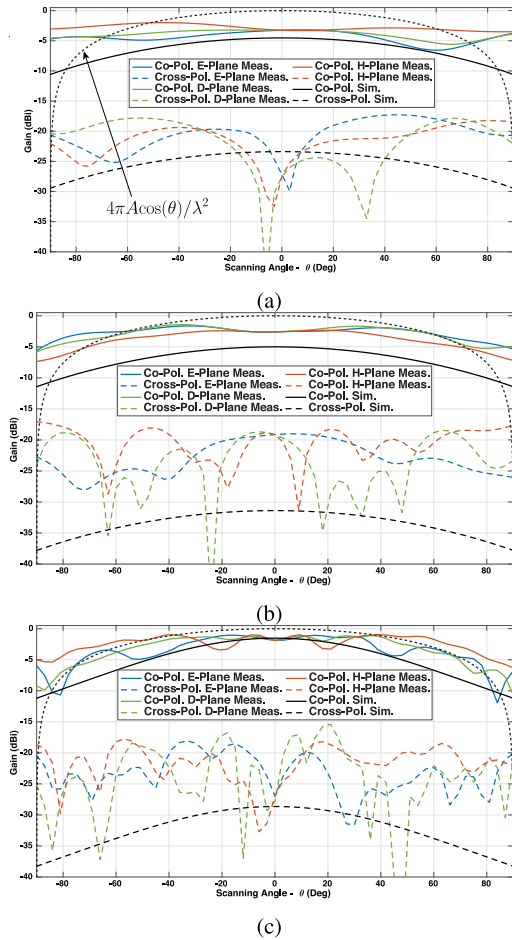 0
-5
-10
-15
-20
-25
-30
-35
-40
Gain (dBi)
Co-Pol. E-Plane Meas.
Co-Pol. H-Plane Meas.
Cross-Pol. E-Plane Meas.
Co-Pol. H-Plane Meas.
Co-Pol. D-Plane Meas.
Co-Pol. Sim.
Cross-Pol. D-Plane Meas.
Cross-Pol. Sim.
4πAcos(θ)/λ²
-80 -60 -40 -20 0 20 40 60 80
Scanning Angle - θ (Deg)
(a)
0
-5
-10
-15
-20
-25
-30
-35
-40
Gain (dBi)
Co-Pol. E-Plane Meas.
Co-Pol. H-Plane Meas.
Cross-Pol. E-Plane Meas.
Co-Pol. H-Plane Meas.
Co-Pol. D-Plane Meas.
Co-Pol. Sim.
Cross-Pol. D-Plane Meas.
Cross-Pol. Sim.
-80 -60 -40 -20 0 20 40 60 80
Scanning Angle - θ (Deg)
(b)
0
-5
-10
-15
-20
-25
-30
-35
-40
Gain (dBi)
Co-Pol. E-Plane Meas.
Co-Pol. H-Plane Meas.
Cross-Pol. E-Plane Meas.
Co-Pol. H-Plane Meas.
Co-Pol. D-Plane Meas.
Co-Pol. Sim.
Cross-Pol. D-Plane Meas.
Cross-Pol. Sim.
-80 -60 -40 -20 0 20 40 60 80
Scanning Angle - θ (Deg)
(c)